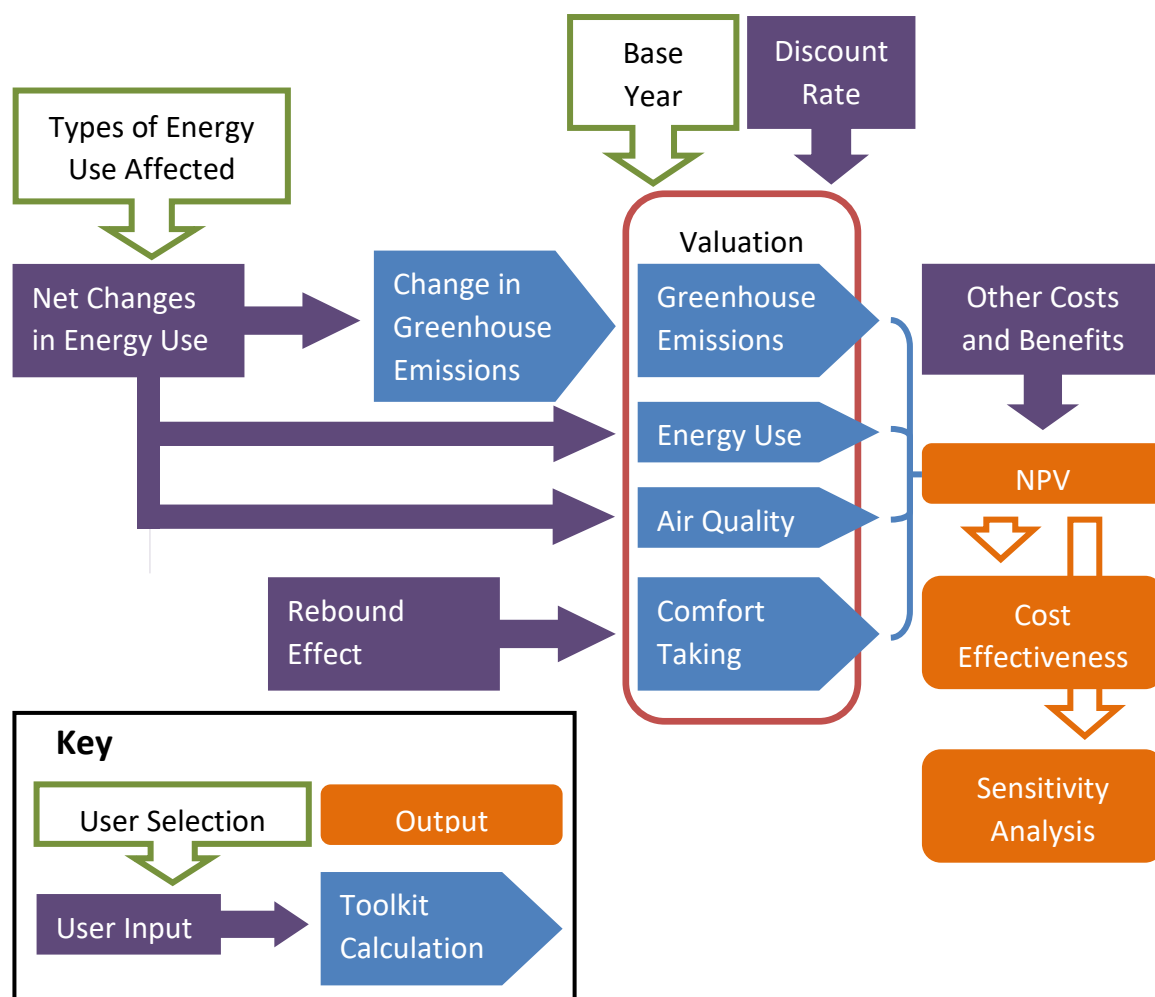 Base
Year
Discount
Rate
Types of Energy
Use Affected
Valuation
Net Changes
in Energy Use
Change in
Greenhouse
Emissions
Greenhouse
Emissions
Other Costs
and Benefits
Energy Use
NPV
Air Quality
Rebound
Effect
Comfort
Taking
Cost
Effectiveness
Sensitivity
Analysis
Key
User Selection
Output
User Input
Toolkit
Calculation